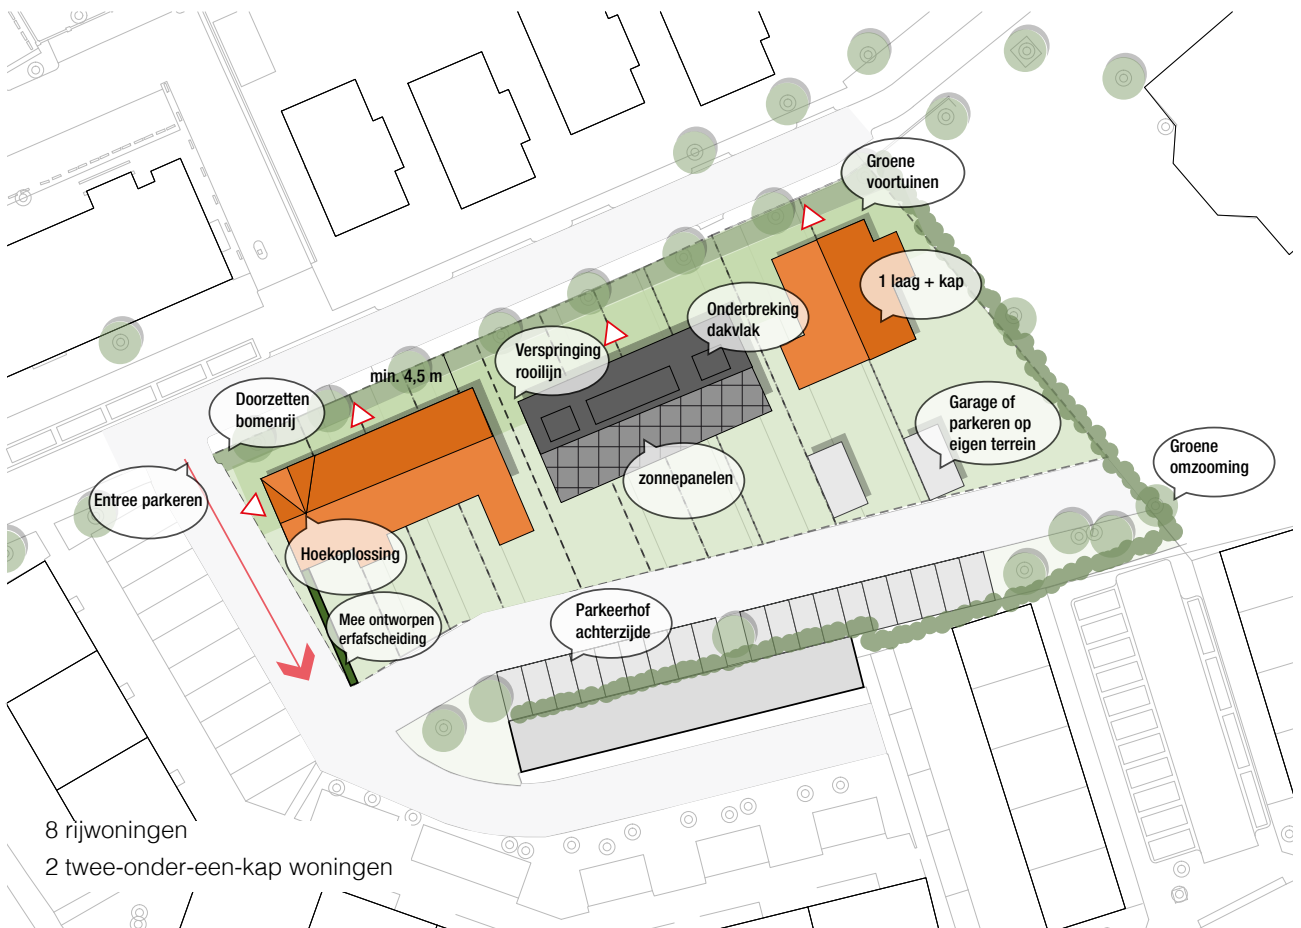 Groene
voortuinen
1 laag + kap
Onderbreking
dakvlak
Verspringing
rooilijn
min. 4,5 m
Doorzetten
bomenrij
Garage of
parkeren op
eigen terrein
Groene
omzooming
Entree parkeren
zonnepanelen
Hoekoplossing
Mee ontworpen
erfafscheiding
Parkeerhof
achterzijde
8 rijwoningen
2 twee-onder-een-kap woningen